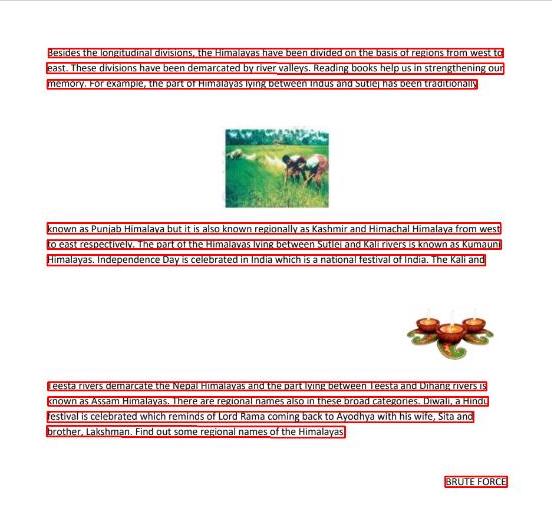 Besides the longitudinal divisions, the Himalayas have been divided on the basis of regions from west to
east. These divisions have been demarcated by river valleys. Reading books help us in strengthening our
memory. For example, the part of Himalayas lying between Indus and Sutlej has been traditionally
known as Punjab Himalaya but it is also known regionally as Kashmir and Himachal Himalaya from west
to east respectively. The part of the Himalayas lying between Sutlej and Kali rivers is known as Kumaun
Himalayas. Independence Day is celebrated in India which is a national festival of India. The Kali and
Teesta rivers demarcate the Nepal Himalayas and the part lying between Teesta and Dihang rivers is
known as Assam Himalayas. There are regional names also in these broad categories. Diwali, a Hindu
festival is celebrated which reminds of Lord Rama coming back to Ayodhya with his wife, Sita and
brother, Lakshman. Find out some regional names of the Himalayas
BRUTE FORCE